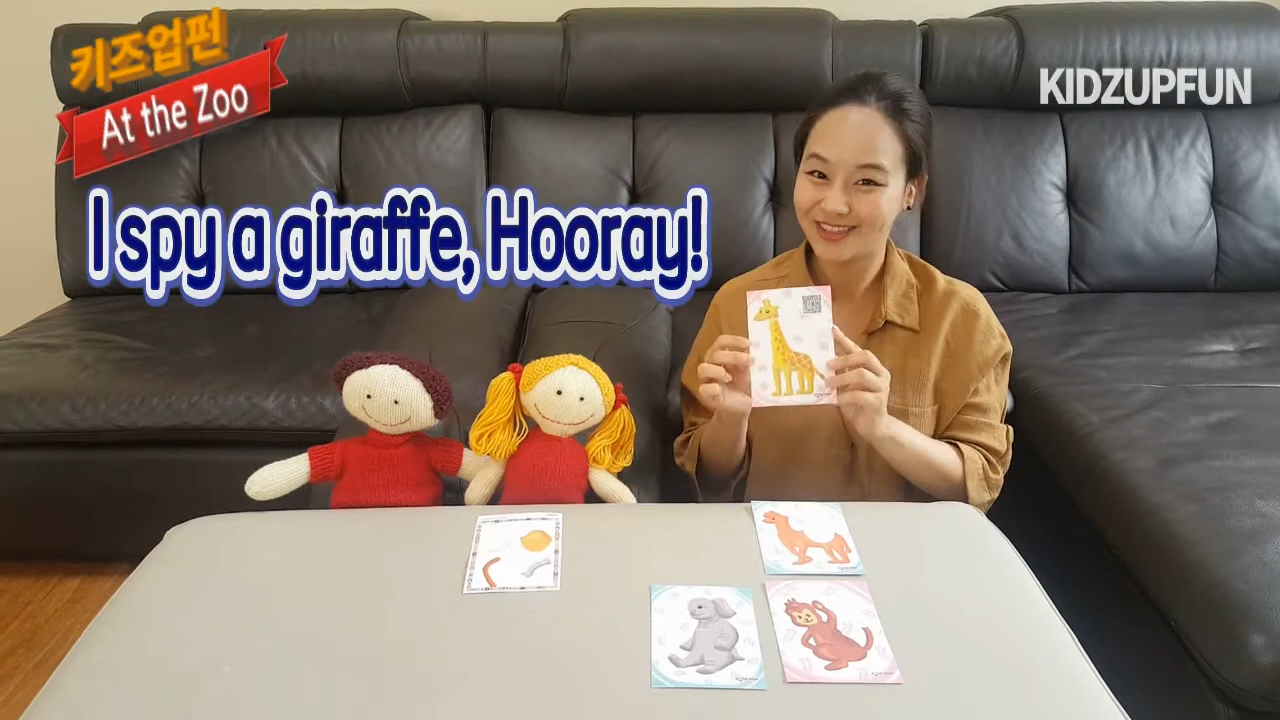 키즈업펀
At the Zoo
KIDZUPFUN
I spy a giraffe, Hooray!